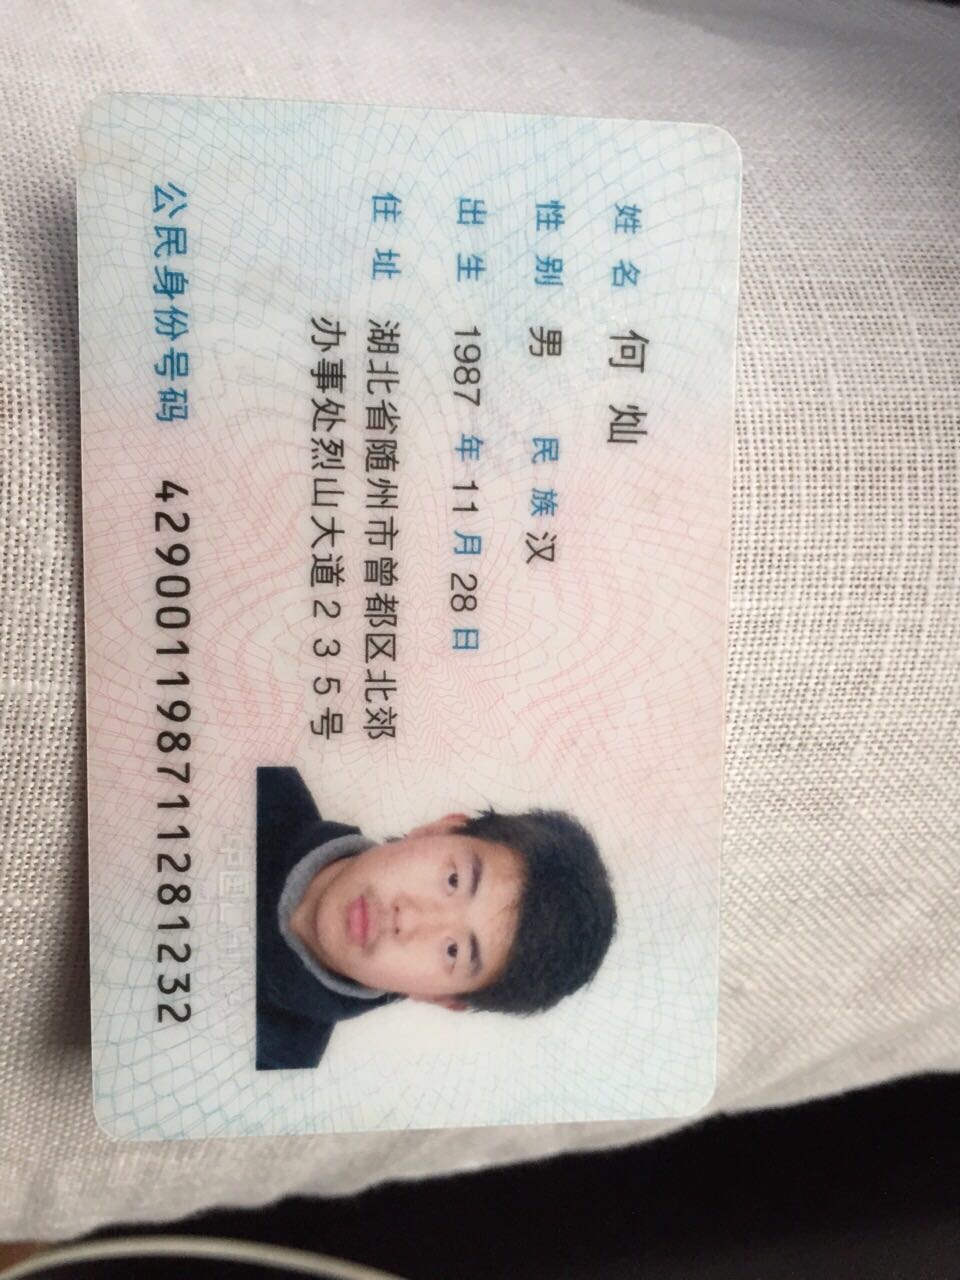 姓名 何灿
性别 男 民族 汉
出生 1987 年 11 月 28 日
住址 湖北省随州市曾都区北郊
办事处烈山大道235号
公民身份号码 429001198711281232